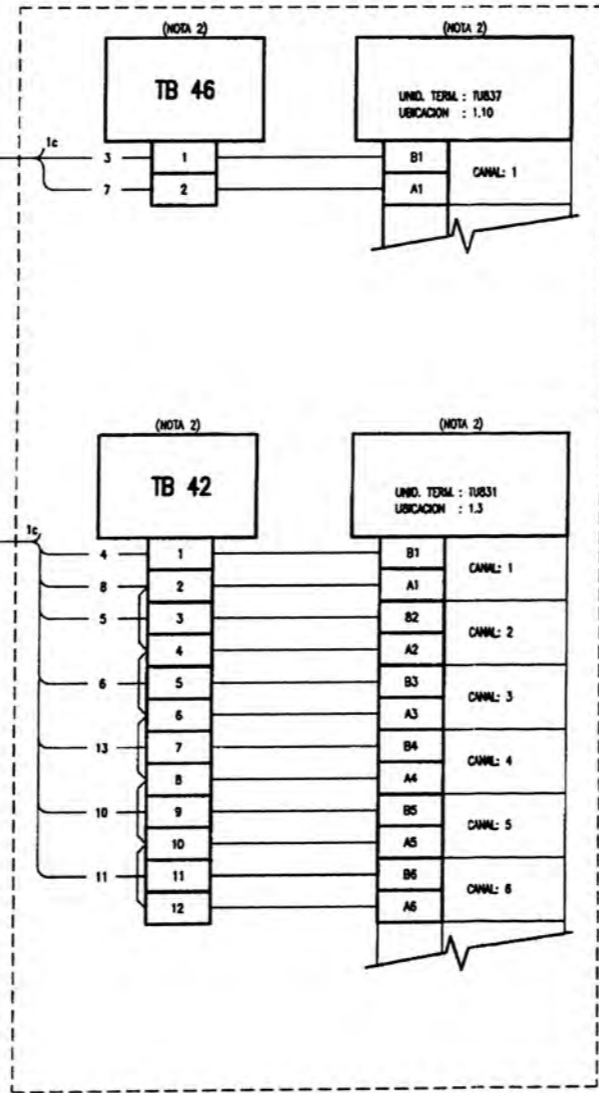 (NOTA 2)
(NOTA 2)
TB 46
UNID. TERM. : TU837
UBICACION : 1.10
1c
3 1 B1 CANAL: 1
7 2 A1
(NOTA 2)
(NOTA 2)
TB 42
UNID. TERM. : TU831
UBICACION : 1.3
1c
4 1 B1 CANAL: 1
8 2 A1
5 3 B2 CANAL: 2
4 A2
6 5 B3 CANAL: 3
6 A3
13 7 B4 CANAL: 4
8 A4
10 9 B5 CANAL: 5
10 A5
11 11 B6 CANAL: 6
12 A6